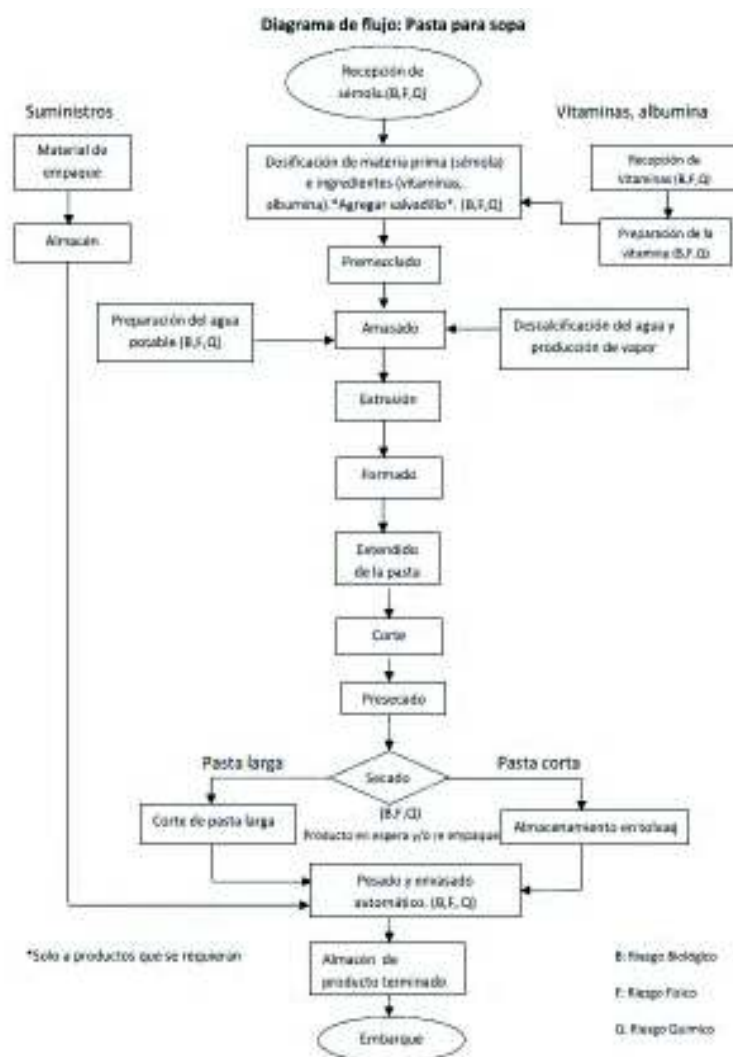 Diagrama de flujo: Pasta para sopa
Recepción de
sémola.(B,F,Q)
Suministros
Vitaminas, albumina
Material de
empaque
Dosificación de materia prima (sémola)
e ingredientes (vitaminas,
albumina).*Agregar salvadillo*. (B,F,Q)
Recepción de
Vitaminas (B,F,Q)
Almacén
Preparación de la
vitamina (B,F,Q)
Premezclado
Preparación del agua
potable (B,F,Q)
Amasado
Descalcificación del agua y
producción de vapor
Extrusión
Formado
Extendido
de la pasta
Corte
Presecado
Pasta larga
Pasta corta
Secado
(B,F,Q)
Corte de pasta larga
Producto en espera y/o re empaque
Almacenamiento en tolvas
Pesado y envasado
automático. (B,F, Q)
*Solo a productos que se requieran
Almacén de
producto terminado
B: Riesgo Biológico
F: Riesgo Físico
Q: Riesgo Químico
Embarque